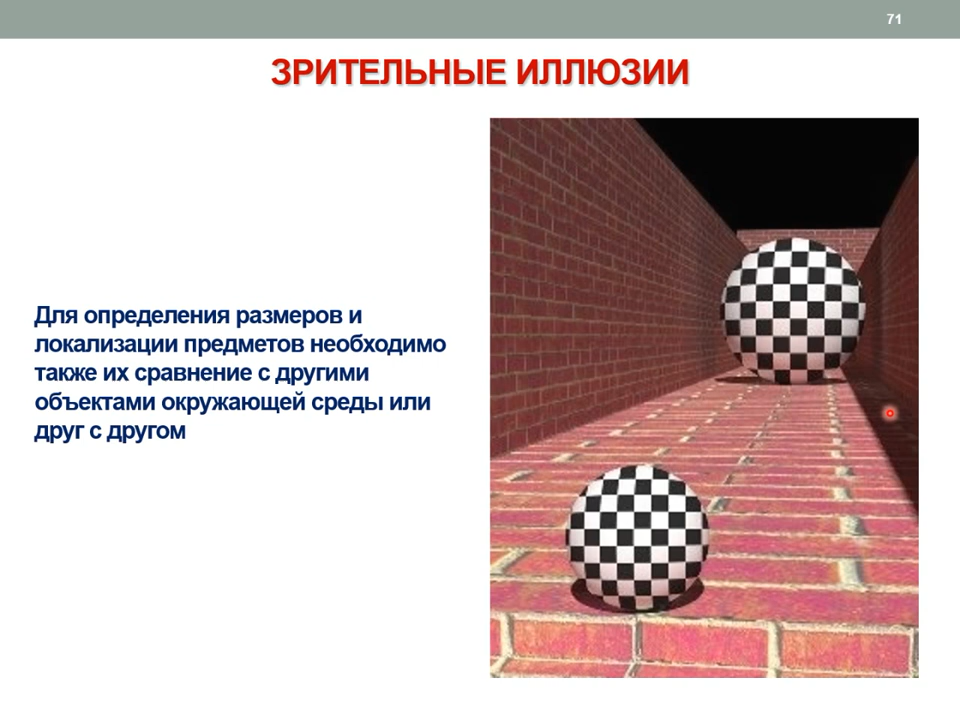 71
ЗРИТЕЛЬНЫЕ ИЛЛЮЗИИ
Для определения размеров и
локализации предметов необходимо
также их сравнение с другими
объектами окружающей среды или
друг с другом